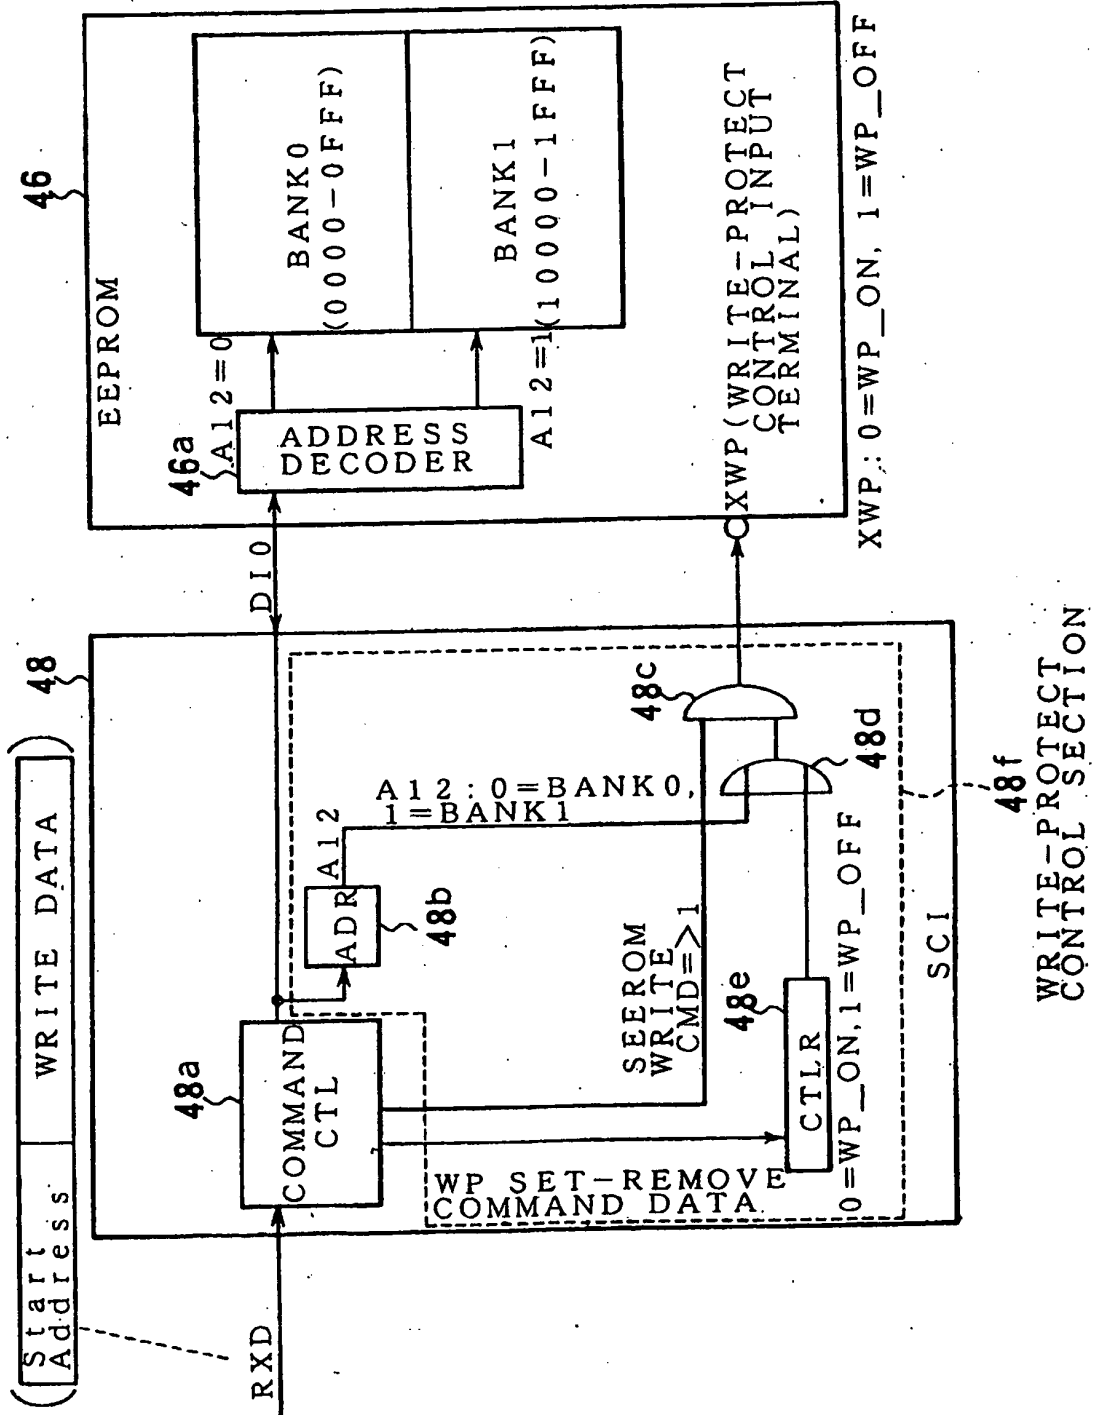 46
EEPROM
BANK0
(0000-0FFF)
BANK1
(10000-1FFF)
A12=0
A12=1
46a
ADDRESS
DECODER
DI0
XWP(WRITE-PROTECT
CONTROL INPUT
TERMINAL)
XWP:0=WP_ON, 1=WP_OFF
48
Start
Address
WRITE DATA
RXD
48a
COMMAND
CTL
ADR
48b
A12
A12:0=BANK0,
1=BANK1
48c
48d
SEEROM
WRITE
CMD=>1
48e
CTLR
0=WP_ON,1=WP_OFF
WP SET-REMOVE
COMMAND DATA
SCI
48f
WRITE-PROTECT
CONTROL SECTION